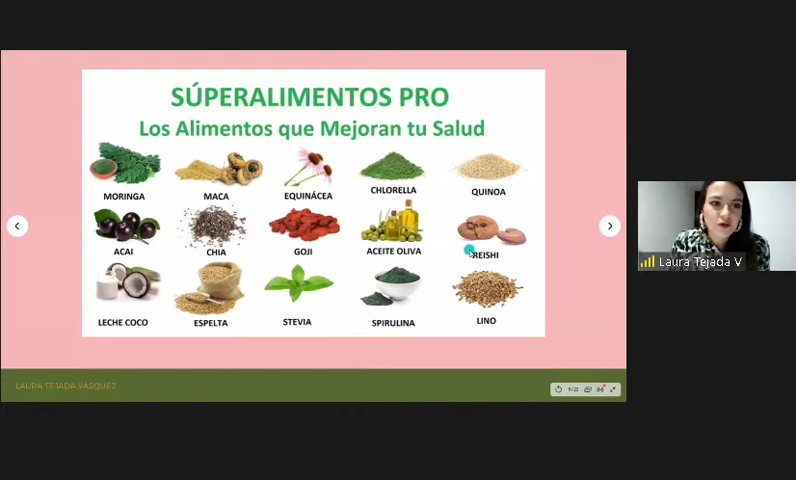 SÚPERALIMENTOS PRO
Los Alimentos que Mejoran tu Salud
MORINGA
MACA
EQUINÁCEA
CHLORELLA
QUINOA
ACAI
CHIA
GOJI
ACEITE OLIVA
REISHI
LECHE COCO
ESPELTA
STEVIA
SPIRULINA
LINO
Laura Tejada V
LAURA TEJADA VÁSQUEZ